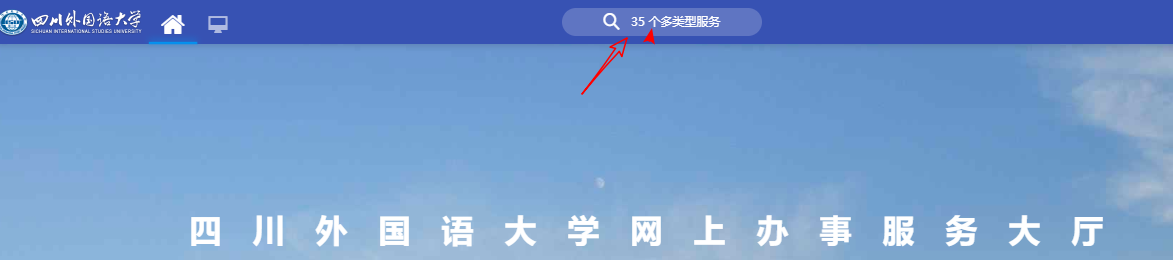 四川外国语大学
SICHUAN INTERNATIONAL STUDIES UNIVERSITY
35 个多类型服务
四川外国语大学网上办事服务大厅